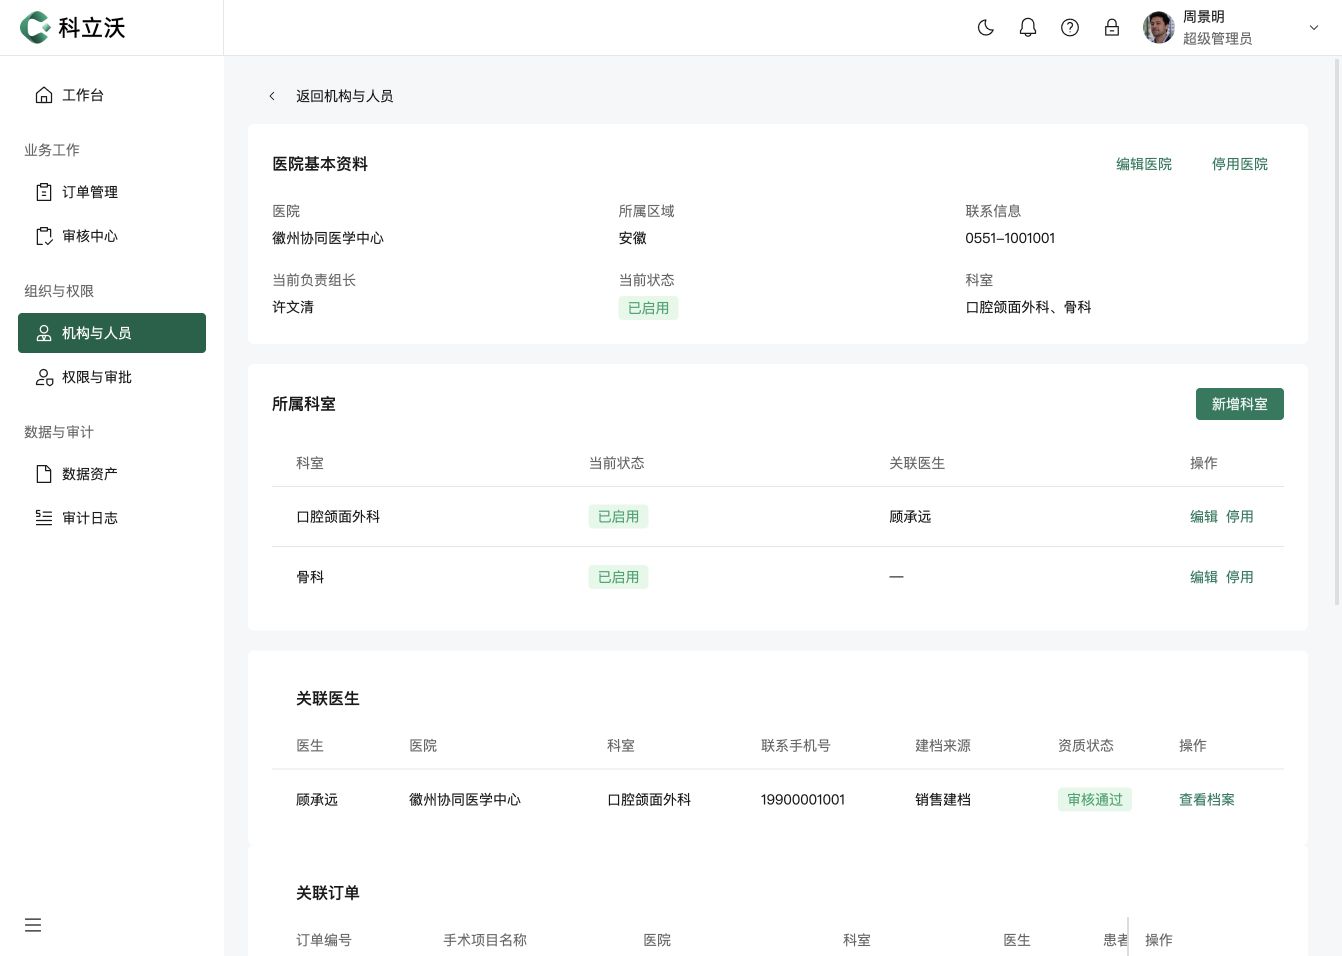 科立沃
周景明
超级管理员
工作台
业务工作
订单管理
审核中心
组织与权限
机构与人员
权限与审批
数据与审计
数据资产
审计日志
返回机构与人员
医院基本资料
编辑医院 停用医院
医院 所属区域 联系信息
徽州协同医学中心 安徽 0551-1001001
当前负责组长 当前状态 科室
许文清 已启用 口腔颌面外科、骨科
所属科室
新增科室
科室 当前状态 关联医生 操作
口腔颌面外科 已启用 顾承远 编辑 停用
骨科 已启用 — 编辑 停用
关联医生
医生 医院 科室 联系手机号 建档来源 资质状态 操作
顾承远 徽州协同医学中心 口腔颌面外科 19900001001 销售建档 审核通过 查看档案
关联订单
订单编号 手术项目名称 医院 科室 医生 患者 操作